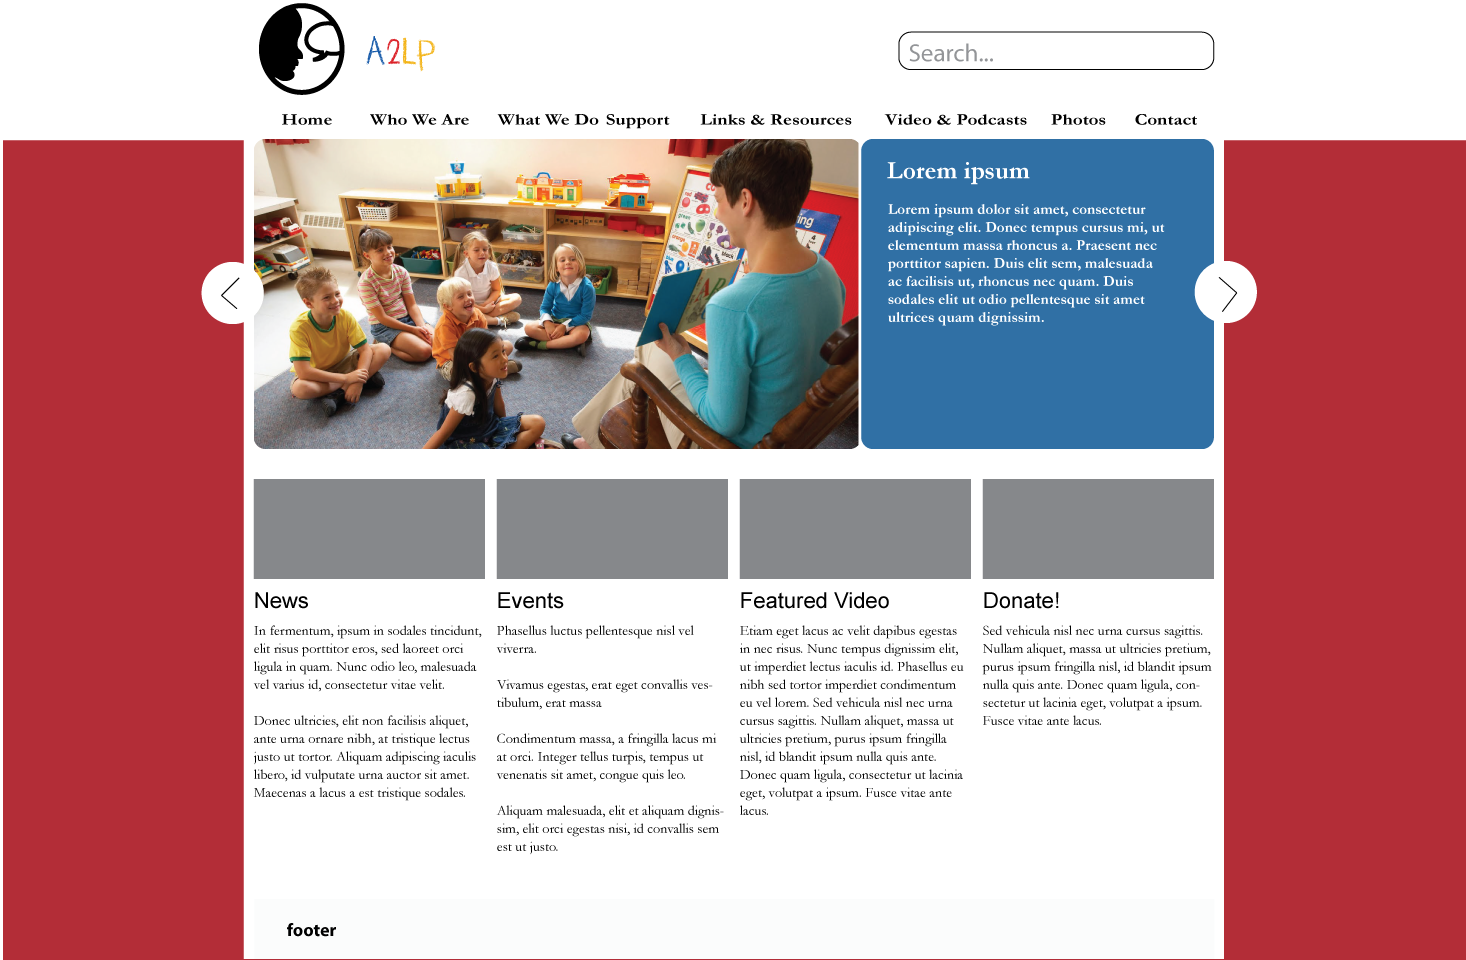 A2LP
Search...
Home Who We Are What We Do Support Links & Resources Video & Podcasts Photos Contact
Lorem ipsum
Lorem ipsum dolor sit amet, consectetur
adipiscing elit. Donec tempus cursus mi, ut
elementum massa rhoncus a. Praesent nec
porttitor sapien. Duis elit sem, malesuada
ac facilisis ut, rhoncus nec quam. Duis
sodales elit ut odio pellentesque sit amet
ultrices quam dignissim.
News
In fermentum, ipsum in sodales tincidunt,
elit risus porttitor eros, sed laoreet orci
ligula in quam. Nunc odio leo, malesuada
vel varius id, consectetur vitae velit.
Donec ultricies, elit non facilisis aliquet,
ante urna ornare nibh, at tristique lectus
justo ut tortor. Aliquam adipiscing iaculis
libero, id vulputate urna auctor sit amet.
Maecenas a lacus a est tristique sodales.
Events
Phasellus luctus pellentesque nisl vel
viverra.
Vivamus egestas, erat eget convallis ves-
tibulum, erat massa
Condimentum massa, a fringilla lacus mi
at orci. Integer tellus turpis, tempus ut
venenatis sit amet, congue quis leo.
Aliquam malesuada, elit et aliquam dignis-
sim, elit orci egestas nisi, id convallis sem
est ut justo.
Featured Video
Etiam eget lacus ac velit dapibus egestas
in nec risus. Nunc tempus dignissim elit,
ut imperdiet lectus iaculis id. Phasellus eu
nibh sed tortor imperdiet condimentum
eu vel lorem. Sed vehicula nisl nec urna
cursus sagittis. Nullam aliquet, massa ut
ultricies pretium, purus ipsum fringilla
nisl, id blandit ipsum nulla quis ante.
Donec quam ligula, consectetur ut lacinia
eget, volutpat a ipsum. Fusce vitae ante
lacus.
Donate!
Sed vehicula nisl nec urna cursus sagittis.
Nullam aliquet, massa ut ultricies pretium,
purus ipsum fringilla nisl, id blandit ipsum
nulla quis ante. Donec quam ligula, con-
sectetur ut lacinia eget, volutpat a ipsum.
Fusce vitae ante lacus.
footer